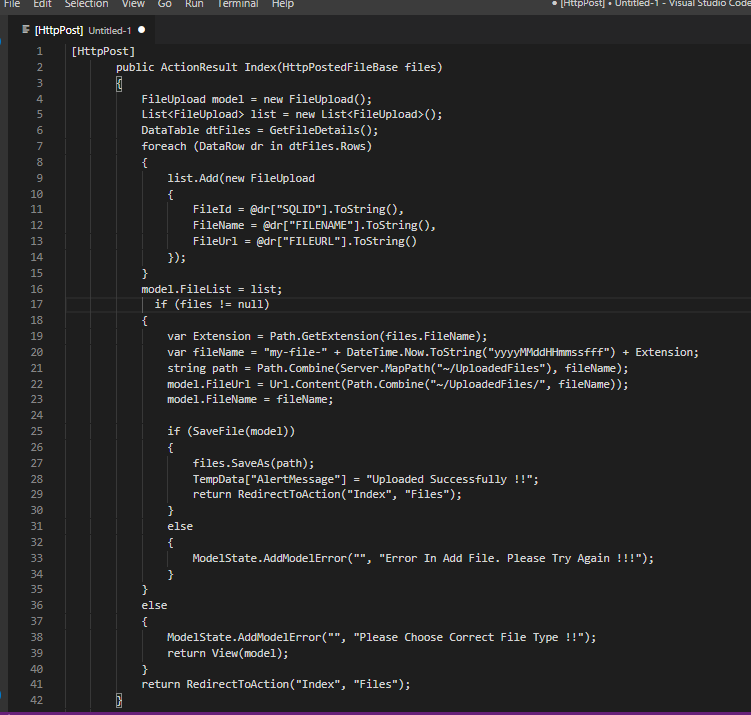 File Edit Selection View Go Run Terminal Help ● [HttpPost] • Untitled-1 - Visual Studio Code
[HttpPost] Untitled-1 ●
1 [HttpPost]
2 public ActionResult Index(HttpPostedFileBase files)
3 {
4 FileUpload model = new FileUpload();
5 List<FileUpload> list = new List<FileUpload>();
6 DataTable dtFiles = GetFileDetails();
7 foreach (DataRow dr in dtFiles.Rows)
8 {
9 list.Add(new FileUpload
10 {
11 FileId = @dr["SQLID"].ToString(),
12 FileName = @dr["FILENAME"].ToString(),
13 FileUrl = @dr["FILEURL"].ToString()
14 });
15 }
16 model.FileList = list;
17 if (files != null)
18 {
19 var Extension = Path.GetExtension(files.FileName);
20 var fileName = "my-file-" + DateTime.Now.ToString("yyyyMMddHHmmssfff") + Extension;
21 string path = Path.Combine(Server.MapPath("~/UploadedFiles"), fileName);
22 model.FileUrl = Url.Content(Path.Combine("~/UploadedFiles/", fileName));
23 model.FileName = fileName;
24
25 if (SaveFile(model))
26 {
27 files.SaveAs(path);
28 TempData["AlertMessage"] = "Uploaded Successfully !!";
29 return RedirectToAction("Index", "Files");
30 }
31 else
32 {
33 ModelState.AddModelError("", "Error In Add File. Please Try Again !!!");
34 }
35 }
36 else
37 {
38 ModelState.AddModelError("", "Please Choose Correct File Type !!");
39 return View(model);
40 }
41 return RedirectToAction("Index", "Files");
42 }